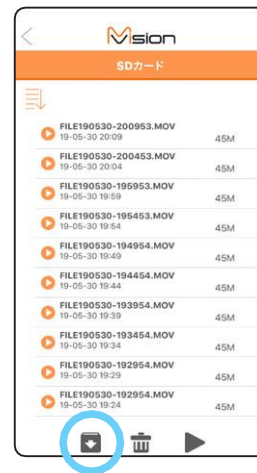 Mysion
SDカード
FILE190530-200953.MOV
19-05-30 20:09
45M
FILE190530-200453.MOV
19-05-30 20:04
45M
FILE190530-195953.MOV
19-05-30 19:59
45M
FILE190530-195453.MOV
19-05-30 19:54
45M
FILE190530-194954.MOV
19-05-30 19:49
45M
FILE190530-194454.MOV
19-05-30 19:44
45M
FILE190530-193954.MOV
19-05-30 19:39
45M
FILE190530-193454.MOV
19-05-30 19:34
45M
FILE190530-192954.MOV
19-05-30 19:29
45M
FILE190530-192454.MOV
19-05-30 19:24
45M